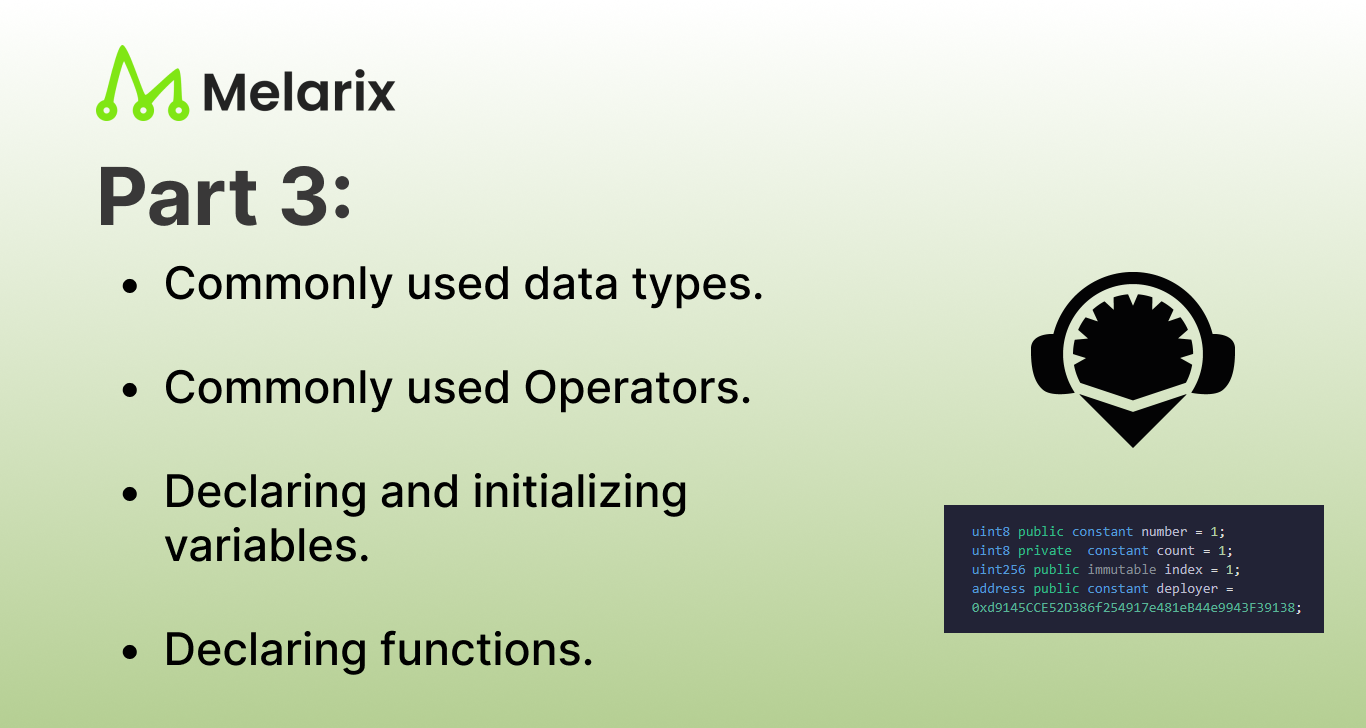 Melarix
Part 3:
• Commonly used data types.
• Commonly used Operators.
• Declaring and initializing
variables.
• Declaring functions.
uint8 public constant number = 1;
uint8 private  constant count = 1;
uint256 public immutable index = 1;
address public constant deployer =
0xd9145CCE52D386f254917e481eB44e9943F39138;